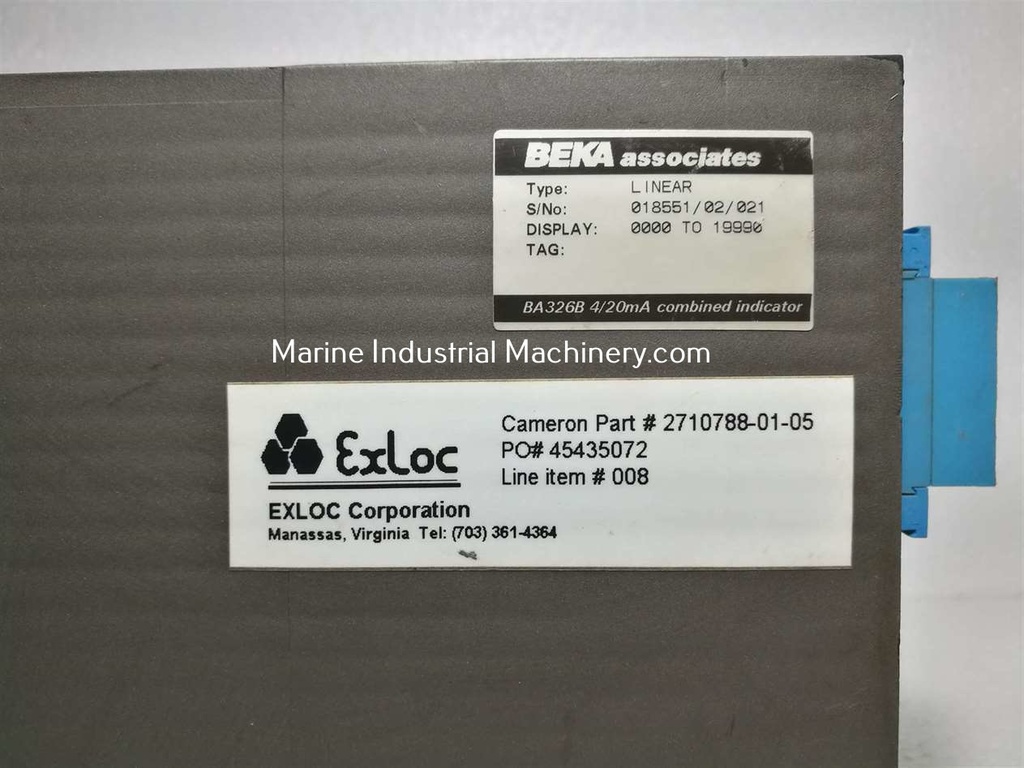 BEKA associates
Type: LINEAR
S/No: 018551/02/021
DISPLAY: 0000 TO 19990
TAG:
BA326B 4/20mA combined indicator
Marine Industrial Machinery.com
ExLoc
Cameron Part # 2710788-01-05
PO# 45435072
Line item # 008
EXLOC Corporation
Manassas, Virginia Tel: (703) 361-4364